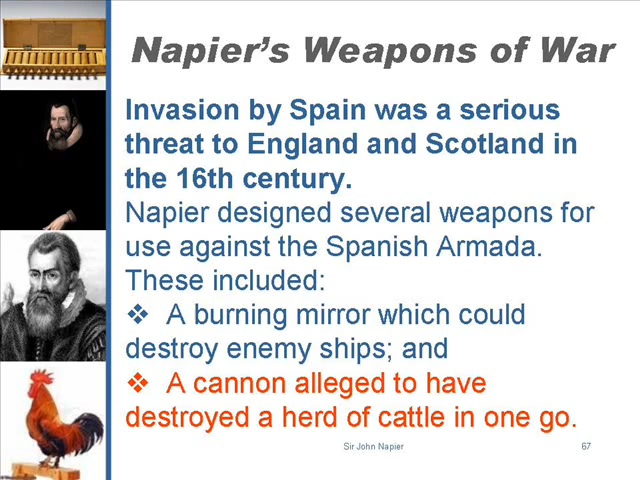 Napier's Weapons of War
Invasion by Spain was a serious
threat to England and Scotland in
the 16th century.
Napier designed several weapons for
use against the Spanish Armada.
These included:
❖ A burning mirror which could
destroy enemy ships; and
❖ A cannon alleged to have
destroyed a herd of cattle in one go.
Sir John Napier 67